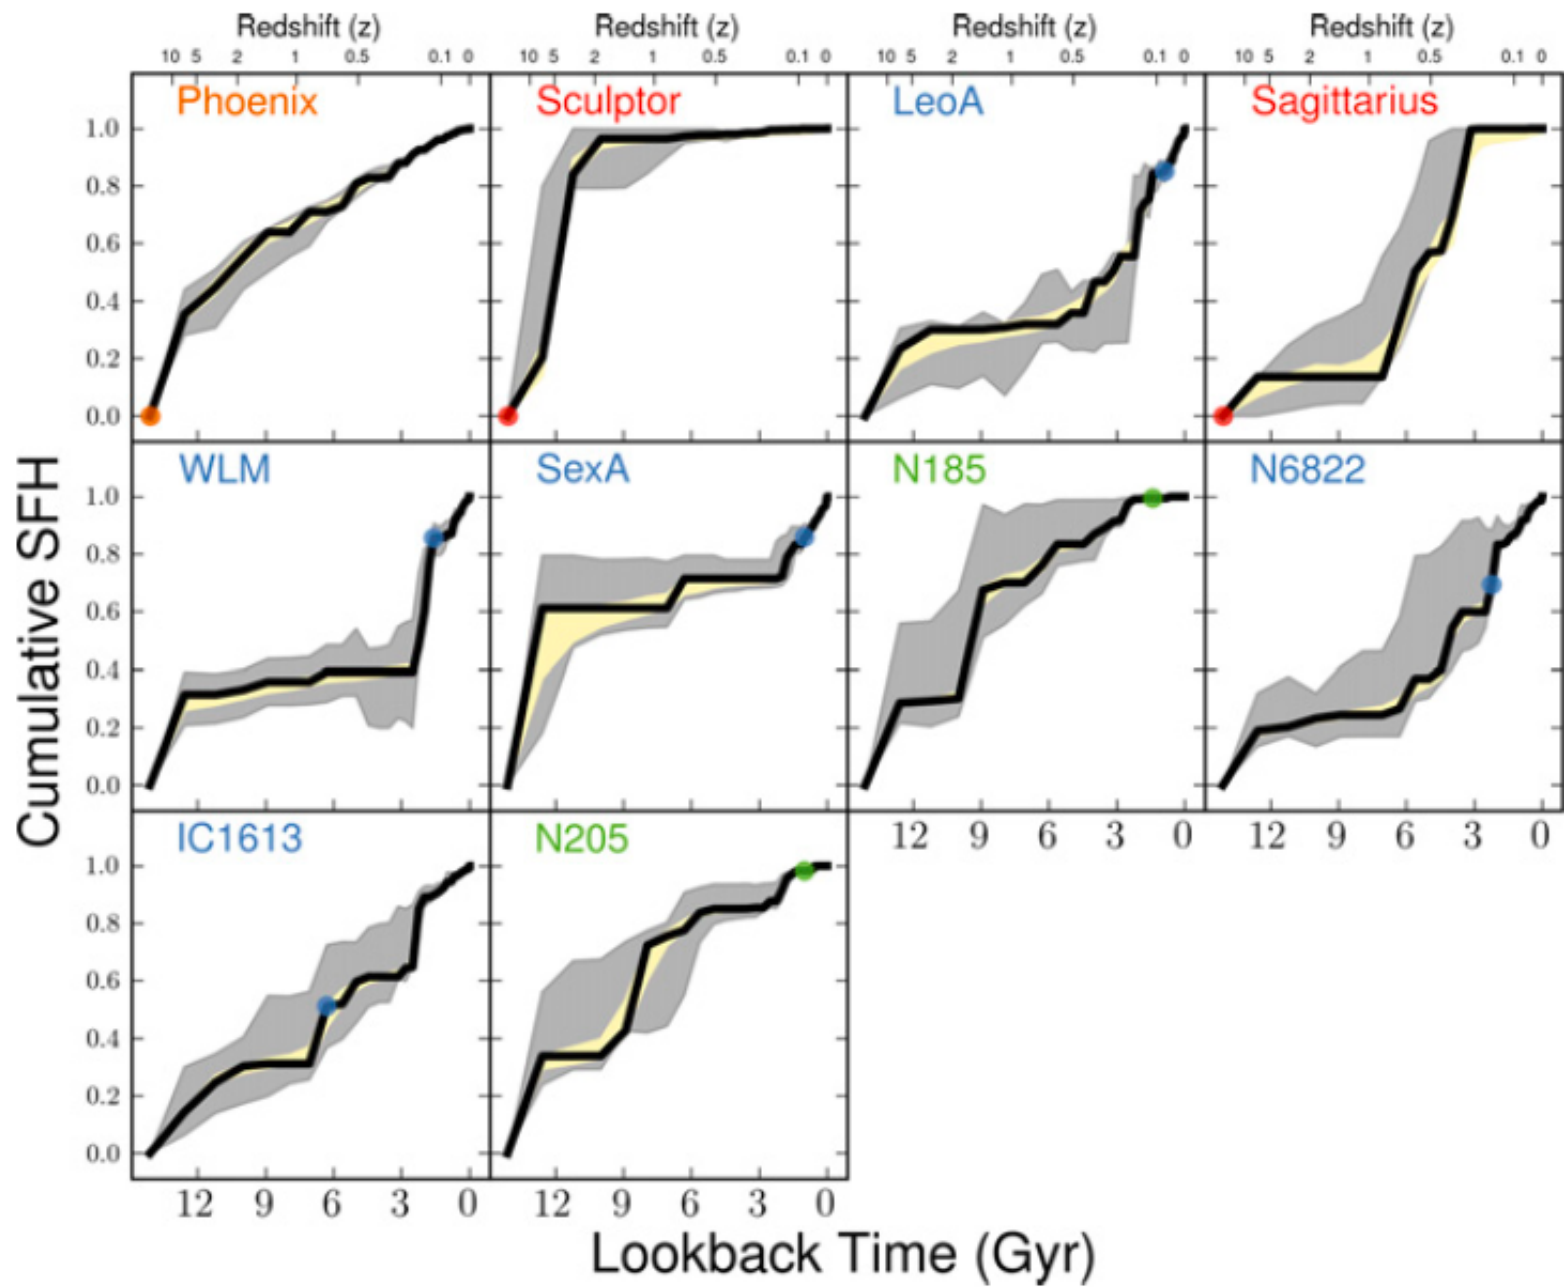 Redshift (z) Redshift (z) Redshift (z) Redshift (z)
10 5 2 1 0.5 0.1 0 10 5 2 1 0.5 0.1 0 10 5 2 1 0.5 0.1 0 10 5 2 1 0.5 0.1 0
Phoenix Sculptor LeoA Sagittarius
1.0
0.8
0.6
0.4
0.2
0.0
WLM SexA N185 N6822
1.0
0.8
0.6
0.4
0.2
0.0
Cumulative SFH
IC1613 N205 12 9 6 3 0 12 9 6 3 0
1.0
0.8
0.6
0.4
0.2
0.0
12 9 6 3 0 12 9 6 3 0
Lookback Time (Gyr)